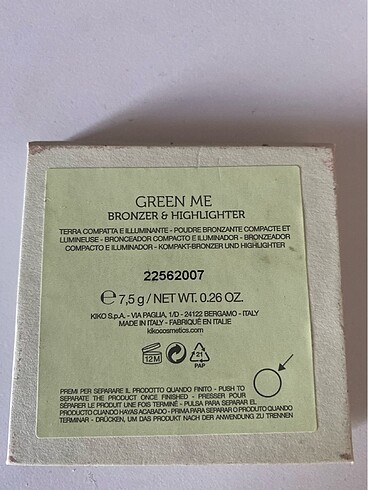 GREEN ME
BRONZER & HIGHLIGHTER
TERRA COMPATTA E ILLUMINANTE - POUDRE BRONZANTE COMPACTE ET
LUMINEUSE - BRONCEADOR COMPACTO E ILUMINADOR - BRONZEADOR
COMPACTO E ILUMINADOR - KOMPAKT-BRONZER UND HIGHLIGHTER
22562007
℮ 7,5 g / NET WT. 0.26 OZ.
KIKO S.p.A. - VIA PAGLIA, 1/D - 24122 BERGAMO - ITALY
MADE IN ITALY - FABRIQUÉ EN ITALIE
kikocosmetics.com
12M
21
PAP
PREMI PER SEPARARE IL PRODOTTO QUANDO FINITO - PUSH TO
SEPARATE THE PRODUCT ONCE FINISHED - PRESSER POUR
SÉPARER LE PRODUIT UNE FOIS TERMINÉ - PULSA PARA SEPARAR EL
PRODUCTO CUANDO HAYAS ACABADO - PRIMA PARA SEPARAR O PRODUTO QUANDO
TERMINAR - DRÜCKEN, UM DAS PRODUKT NACH DER ANWENDUNG ZU TRENNEN